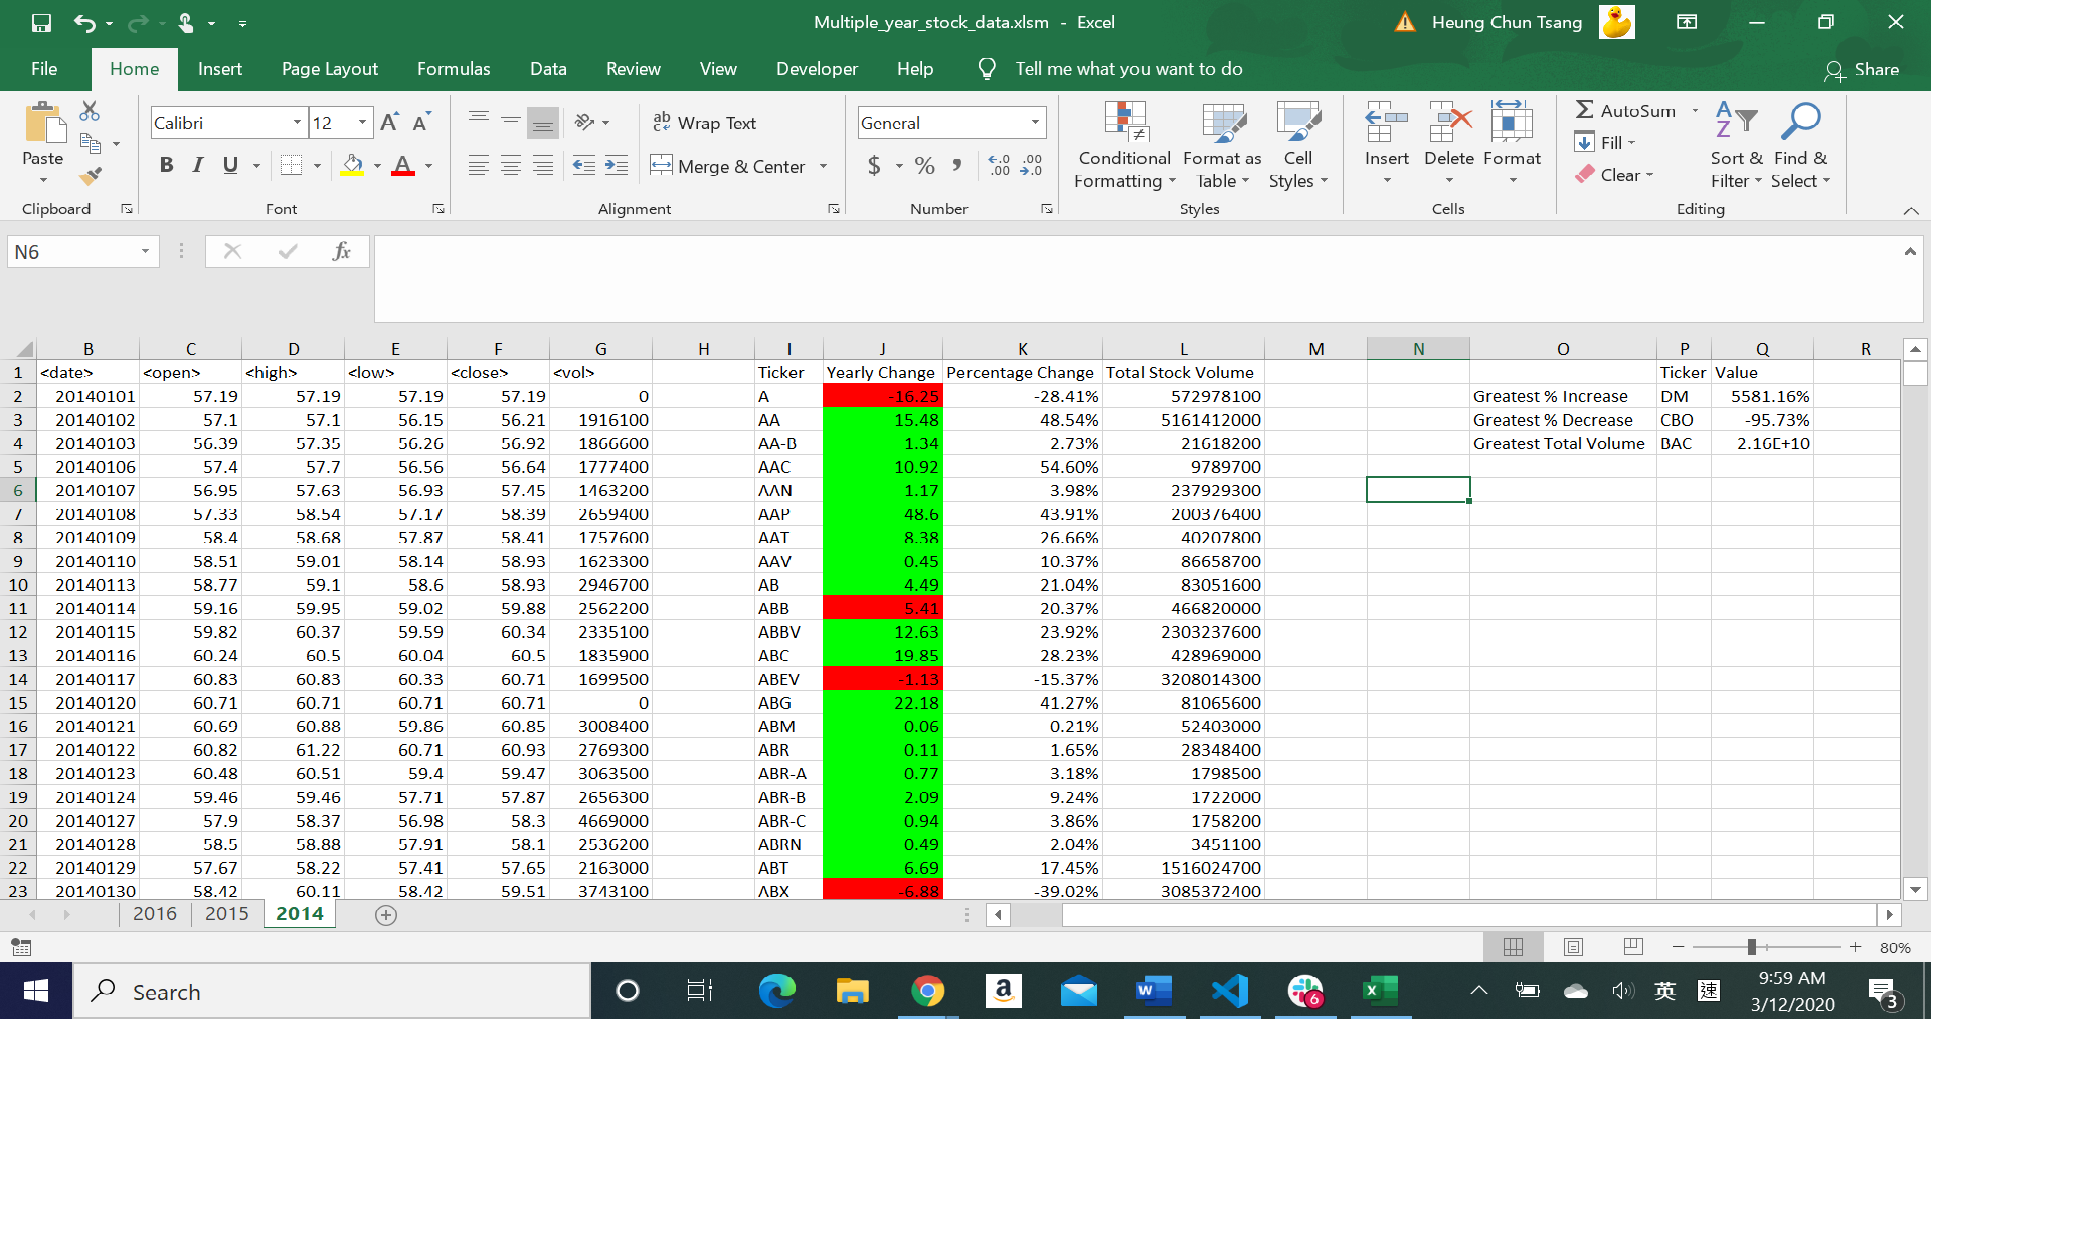 Multiple_year_stock_data.xlsm - Excel
Heung Chun Tsang
File Home Insert Page Layout Formulas Data Review View Developer Help Tell me what you want to do Share
Calibri 12 ab Wrap Text General Σ AutoSum
Paste B I U A Merge & Center $ % , Conditional Formatting Format as Table Cell Styles Insert Delete Format Fill Clear Sort & Filter Find & Select
Clipboard Font Alignment Number Styles Cells Editing
N6 fx
B C D E F G H I J K L M N O P Q R
1 <date> <open> <high> <low> <close> <vol> Ticker Yearly Change Percentage Change Total Stock Volume Ticker Value
2 20140101 57.19 57.19 57.19 57.19 0 A -16.25 -28.41% 572978100 Greatest % Increase DM 5581.16%
3 20140102 57.1 57.1 56.15 56.21 1916100 AA 15.48 48.54% 5161412000 Greatest % Decrease CBO -95.73%
4 20140103 56.39 57.35 56.26 56.92 1866600 AA-B 1.34 2.73% 21618200 Greatest Total Volume BAC 2.16E+10
5 20140106 57.4 57.7 56.56 56.64 1777400 AAC 10.92 54.60% 9789700
6 20140107 56.95 57.63 56.93 57.45 1463200 AAN 1.17 3.98% 237929300
7 20140108 57.33 58.54 57.17 58.39 2659400 AAP 48.6 43.91% 200376400
8 20140109 58.4 58.68 57.87 58.41 1757600 AAT 8.38 26.66% 40207800
9 20140110 58.51 59.01 58.14 58.93 1623300 AAV 0.45 10.37% 86658700
10 20140113 58.77 59.1 58.6 58.93 2946700 AB 4.49 21.04% 83051600
11 20140114 59.16 59.95 59.02 59.88 2562200 ABB 5.41 20.37% 466820000
12 20140115 59.82 60.37 59.59 60.34 2335100 ABBV 12.63 23.92% 2303237600
13 20140116 60.24 60.5 60.04 60.5 1835900 ABC 19.85 28.23% 428969000
14 20140117 60.83 60.83 60.33 60.71 1699500 ABEV -1.13 -15.37% 3208014300
15 20140120 60.71 60.71 60.71 60.71 0 ABG 22.18 41.27% 81065600
16 20140121 60.69 60.88 59.86 60.85 3008400 ABM 0.06 0.21% 52403000
17 20140122 60.82 61.22 60.71 60.93 2769300 ABR 0.11 1.65% 28348400
18 20140123 60.48 60.51 59.4 59.47 3063500 ABR-A 0.77 3.18% 1798500
19 20140124 59.46 59.46 57.71 57.87 2656300 ABR-B 2.09 9.24% 1722000
20 20140127 57.9 58.37 56.98 58.3 4669000 ABR-C 0.94 3.86% 1758200
21 20140128 58.5 58.88 57.91 58.1 2536200 ABRN 0.49 2.04% 3451100
22 20140129 57.67 58.22 57.41 57.65 2163000 ABT 6.69 17.45% 1516024700
23 20140130 58.42 60.11 58.42 59.51 3743100 ABX -6.88 -39.02% 3085372400
2016 2015 2014
80%
Search 英 速 9:59 AM
3/12/2020
6 3